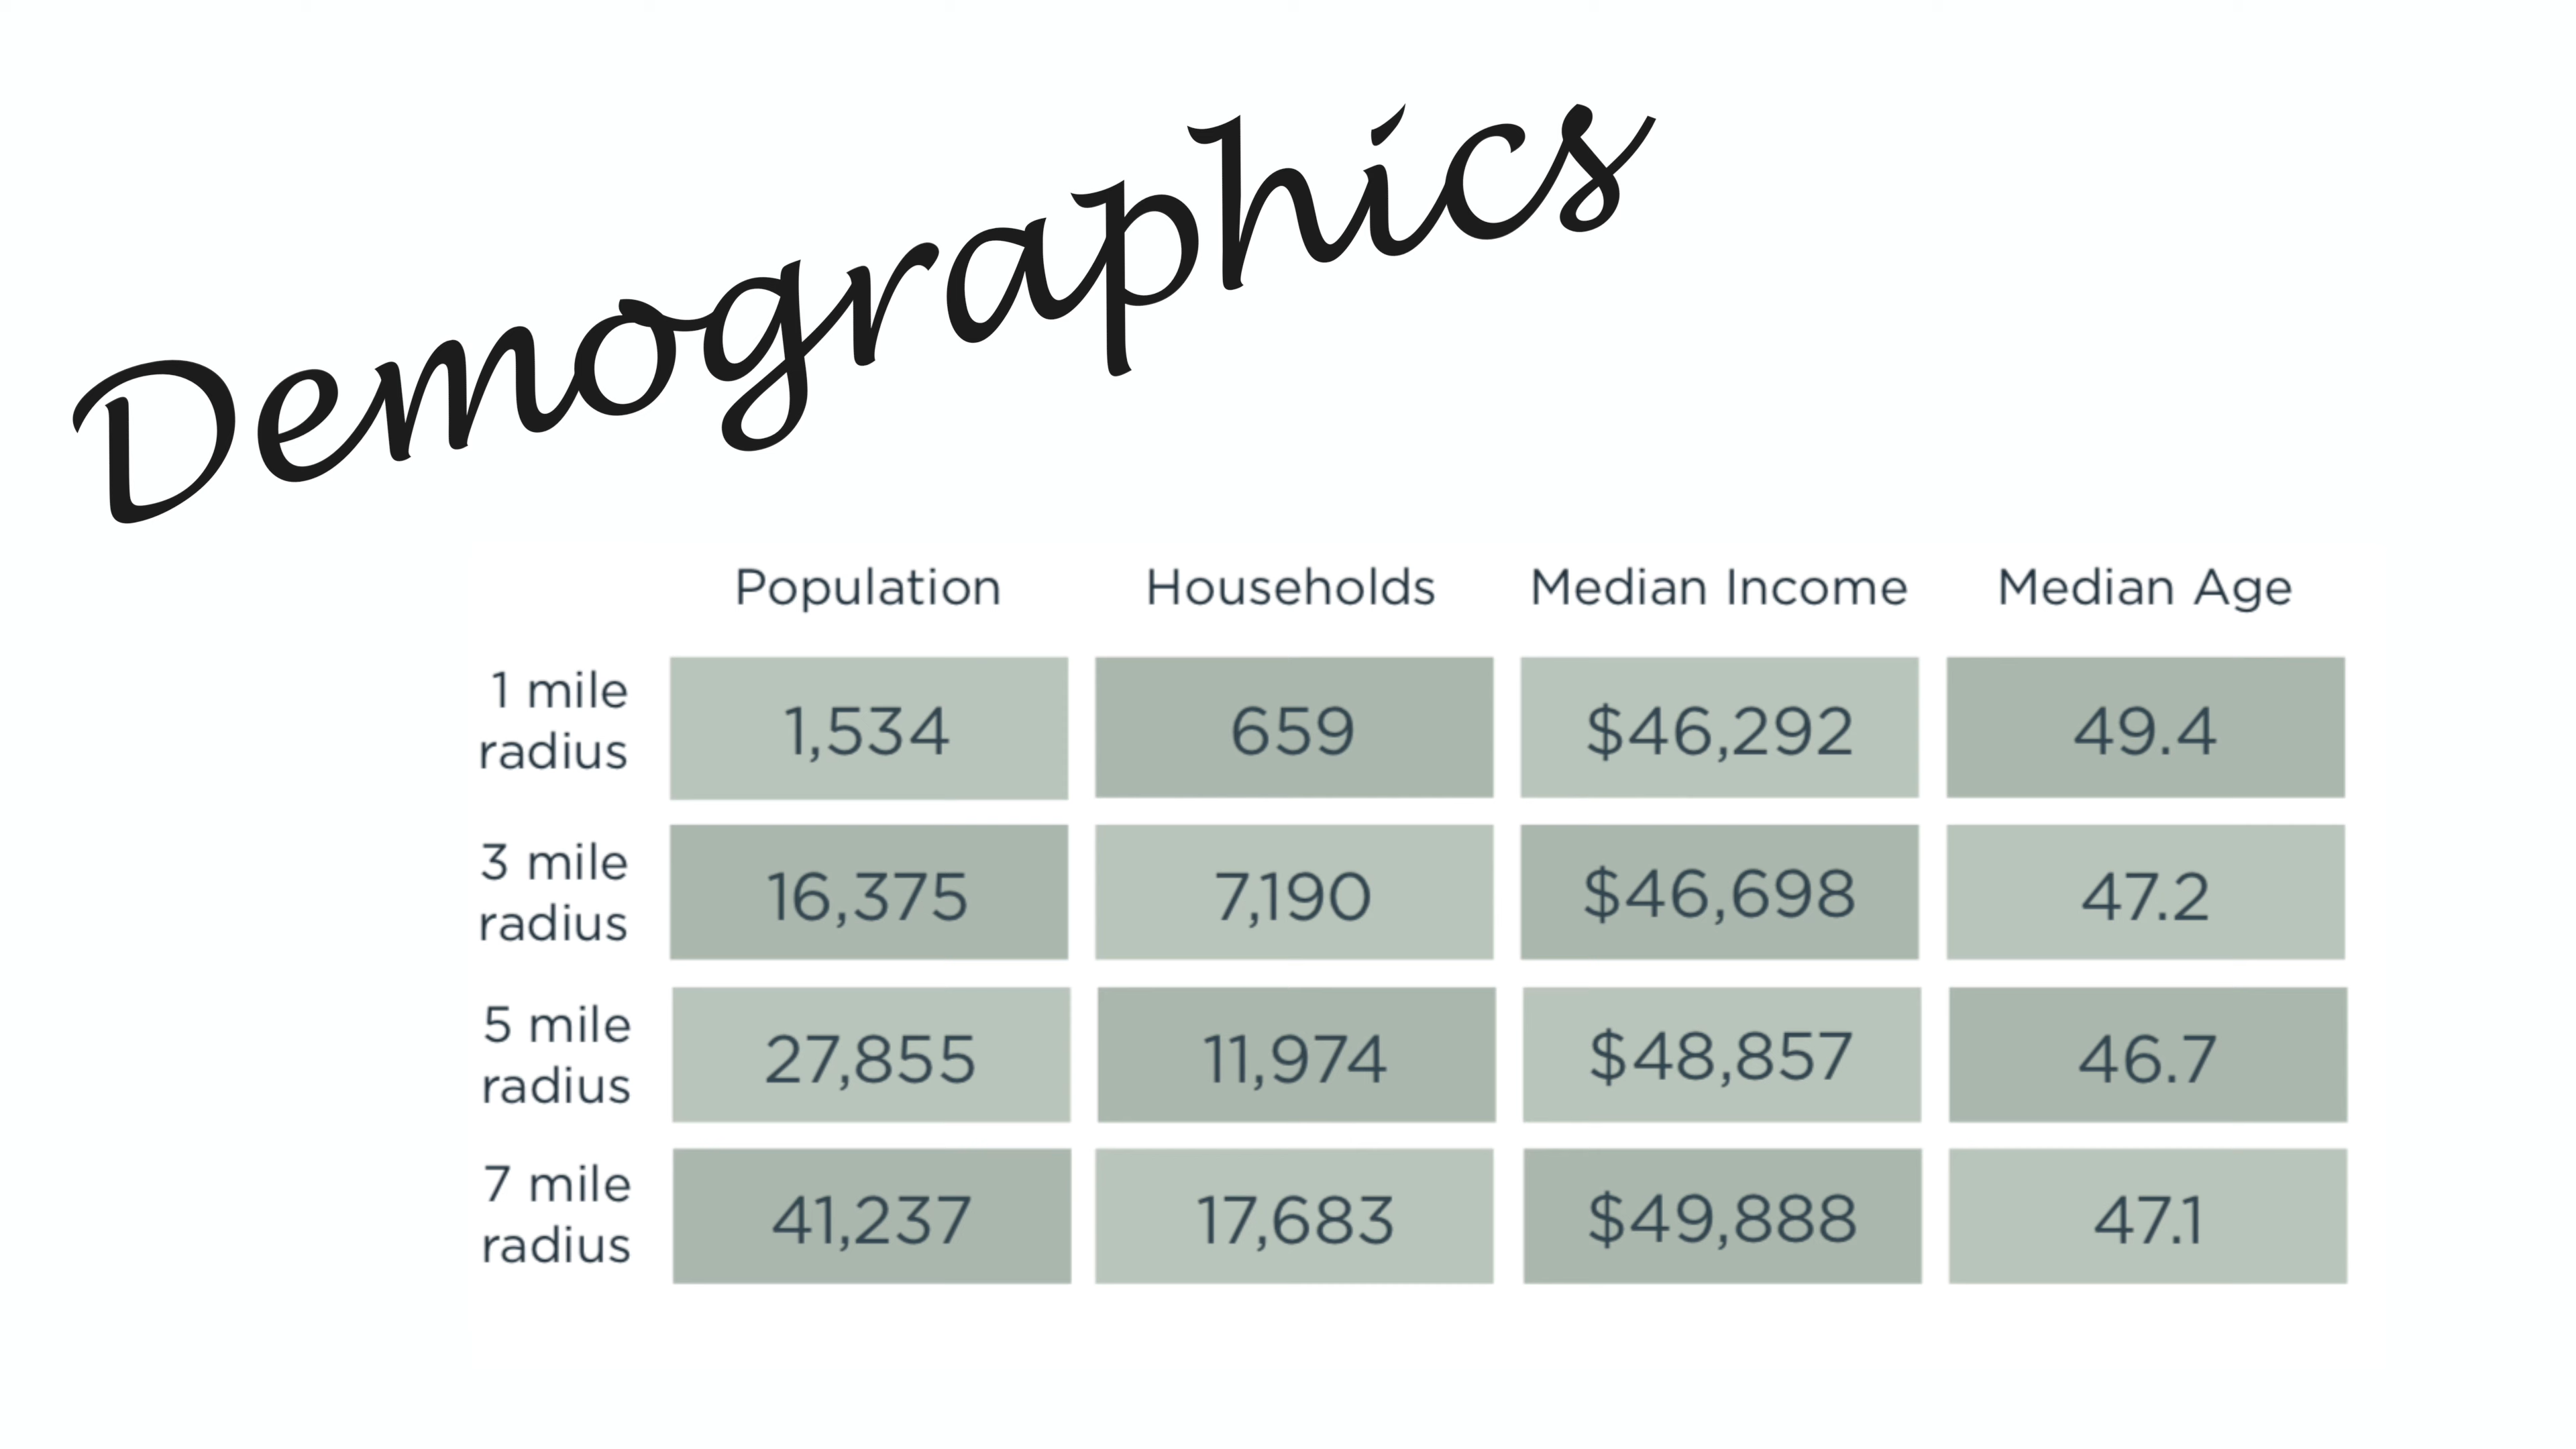 Demographics
Population Households Median Income Median Age
1 mile
radius
1,534 659 $46,292 49.4
3 mile
radius
16,375 7,190 $46,698 47.2
5 mile
radius
27,855 11,974 $48,857 46.7
7 mile
radius
41,237 17,683 $49,888 47.1